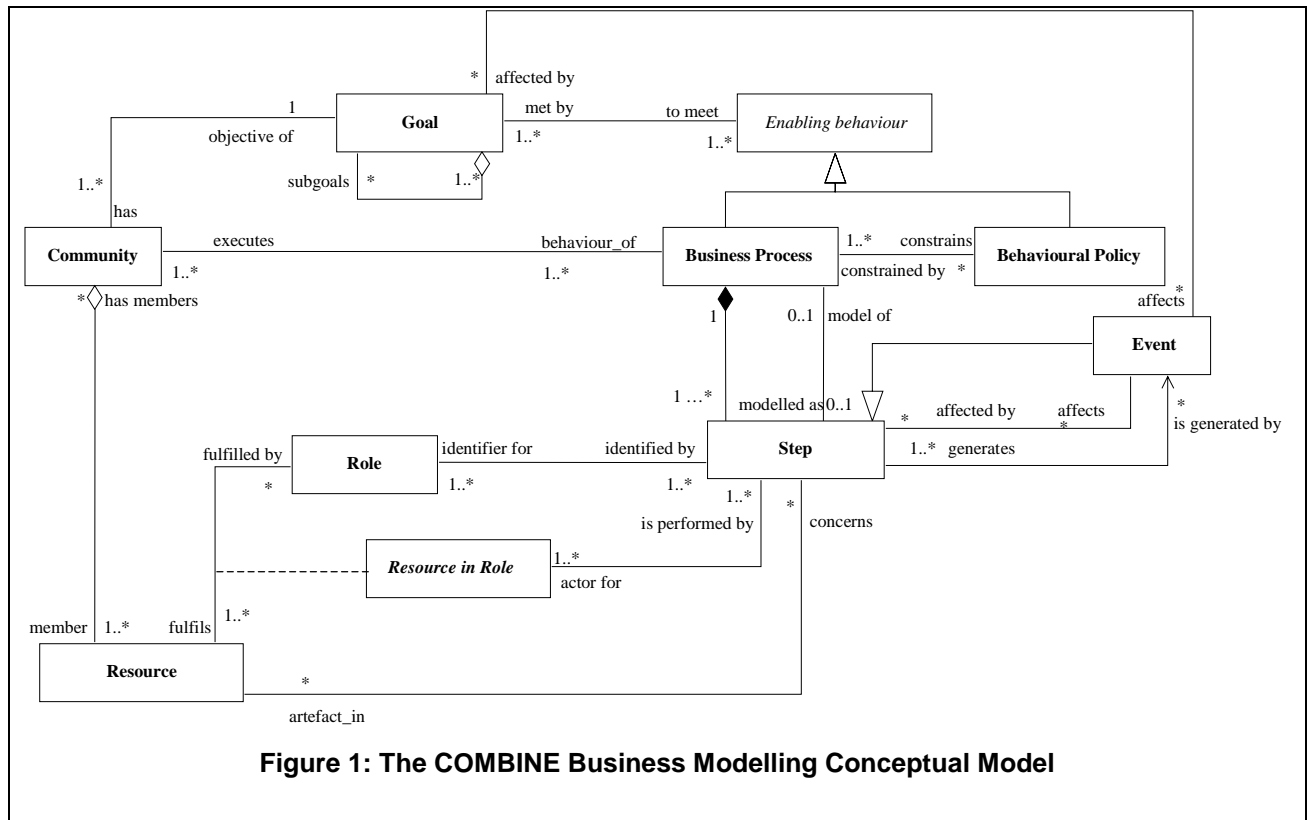 * affected by
1
Goal
met by
to meet
Enabling behaviour
objective of
1..*
1..*
subgoals * 1..*
1..*
has
Community
executes
behaviour_of
Business Process
1..* constrains
Behavioural Policy
1..*
1..*
constrained by *
* has members
*
affects
1
0..1 model of
Event
1 …*
modelled as 0..1
* affected by
affects
*
*
is generated by
fulfilled by
Role
identifier for
identified by
Step
1..* generates
*
1..*
1..*
1..*
*
is performed by
concerns
Resource in Role
1..*
actor for
1..*
member 1..*
fulfils
Resource
*
artefact_in
Figure 1: The COMBINE Business Modelling Conceptual Model